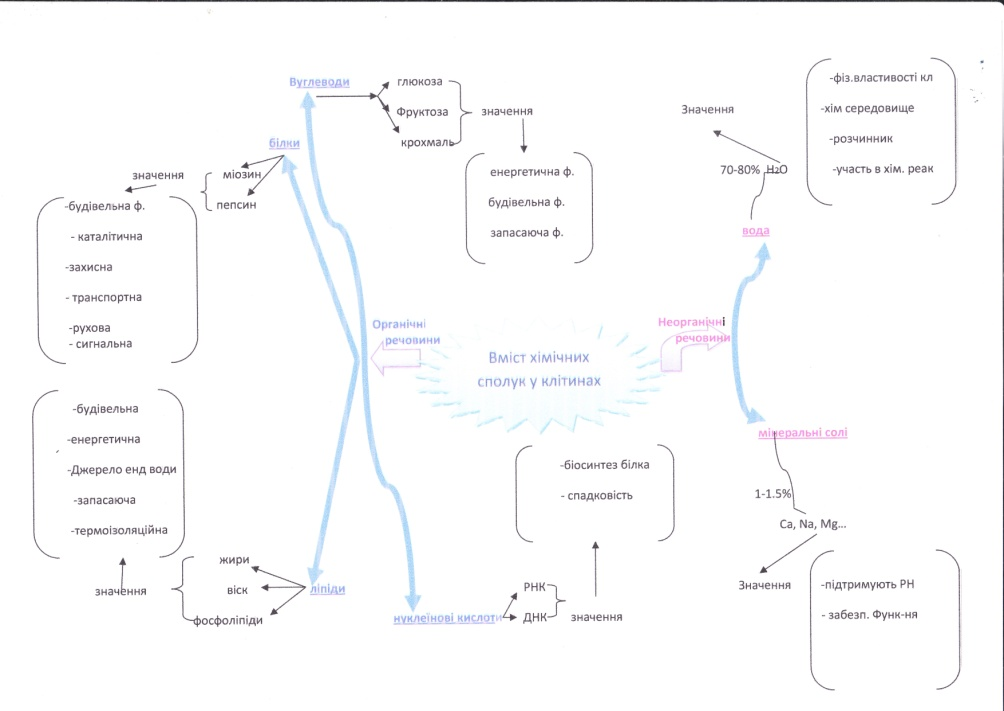 Вуглеводи
глюкоза
Фруктоза
крохмаль
значення
енергетична ф.
будівельна ф.
запасаюча ф.
білки
міозин
пепсин
значення
-будівельна ф.
- каталітична
-захисна
- транспортна
-рухова
- сигнальна
Органічні
речовини
Вміст хімічних
сполук у клітинах
Неорганічні
речовини
Значення
-фіз.властивості кл
-хім середовище
-розчинник
-участь в хім. реак
70-80% H2O
вода
мінеральні солі
1-1.5%
Ca, Na, Mg...
Значення
-підтримують РН
- забезп. Функ-ня
-будівельна
-енергетична
-Джерело енд води
-запасаюча
-термоізоляційна
значення
жири
віск
фосфоліпіди
ліпіди
-біосинтез білка
- спадковість
нуклеїнові кислоти
РНК
ДНК
значення